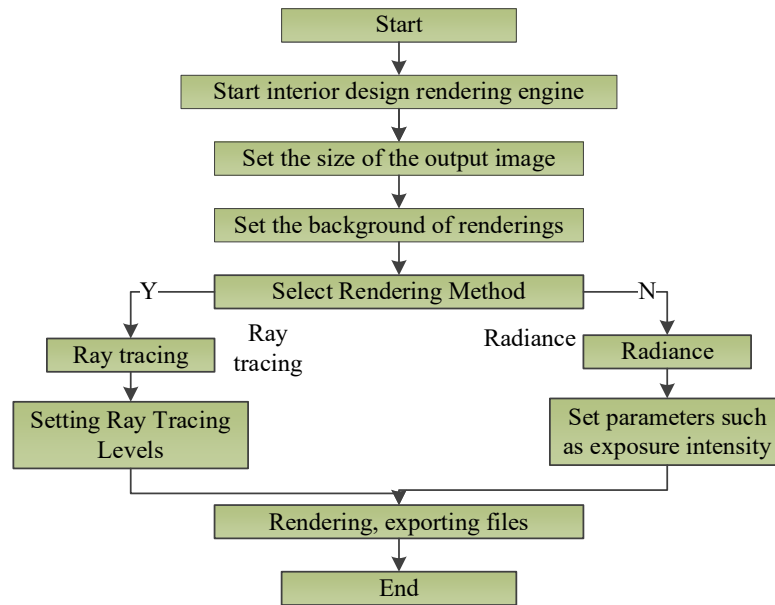 Start
Start interior design rendering engine
Set the size of the output image
Set the background of renderings
Select Rendering Method
Y
N
Ray
tracing
Radiance
Ray tracing
Radiance
Setting Ray Tracing
Levels
Set parameters such
as exposure intensity
Rendering, exporting files
End